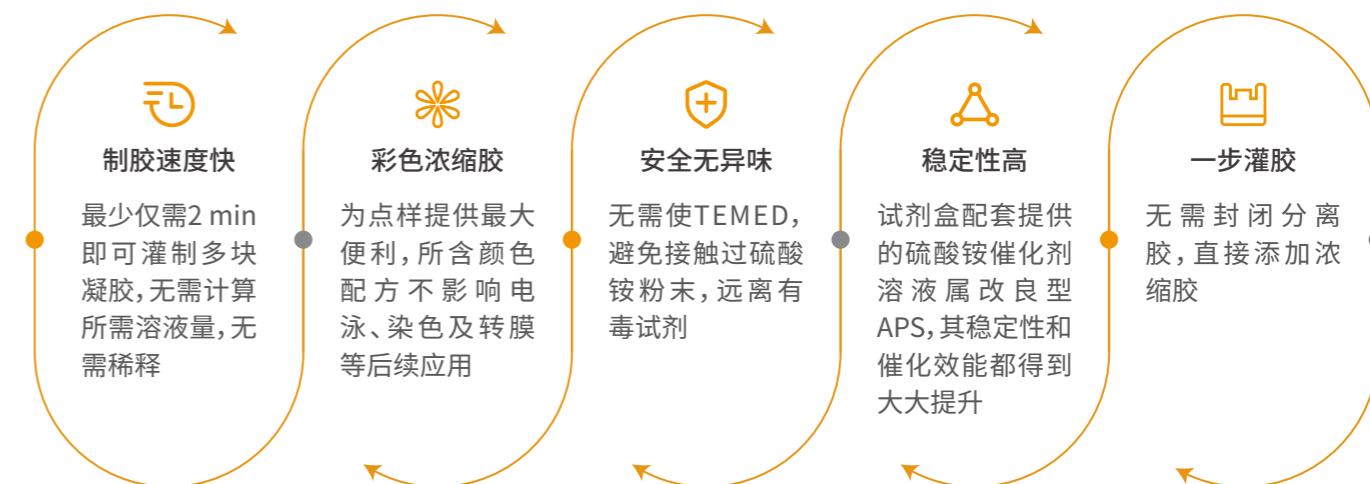 制胶速度快
最少仅需2 min
即可灌制多块
凝胶，无需计算
所需溶液量，无
需稀释
彩色浓缩胶
为点样提供最大
便利，所含颜色
配方不影响电
泳、染色及转膜
等后续应用
安全无异味
无需使TEMED，
避免接触过硫酸
铵粉末，远离有
毒试剂
稳定性高
试剂盒配套提供
的硫酸铵催化剂
溶液属改良型
APS，其稳定性和
催化效能都得到
大大提升
一步灌胶
无需封闭分离
胶，直接添加浓
缩胶